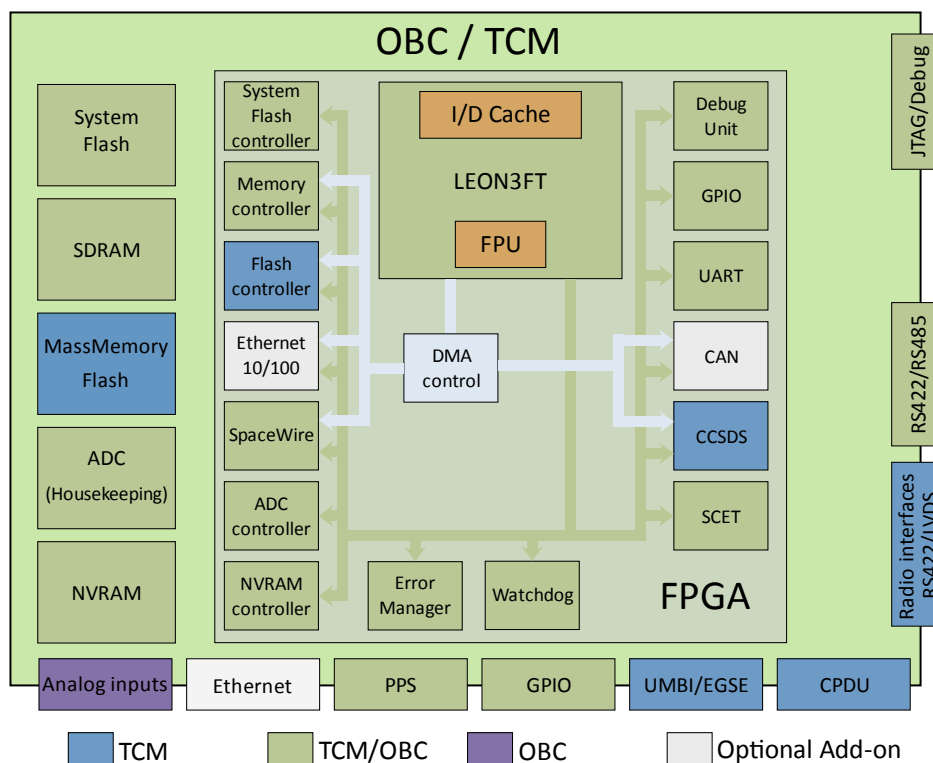 OBC / TCM
System
Flash
SDRAM
MassMemory
Flash
ADC
(Housekeeping)
NVRAM
System
Flash
controller
Memory
controller
Flash
controller
Ethernet
10/100
SpaceWire
ADC
controller
NVRAM
controller
I/D Cache
LEON3FT
FPU
DMA
control
Error
Manager
Watchdog
Debug
Unit
GPIO
UART
CAN
CCSDS
SCET
FPGA
JTAG/Debug
RS422/RS485
Radio interfaces
RS422/LVDS
Analog inputs
Ethernet
PPS
GPIO
UMBI/EGSE
CPDU
TCM
TCM/OBC
OBC
Optional Add-on